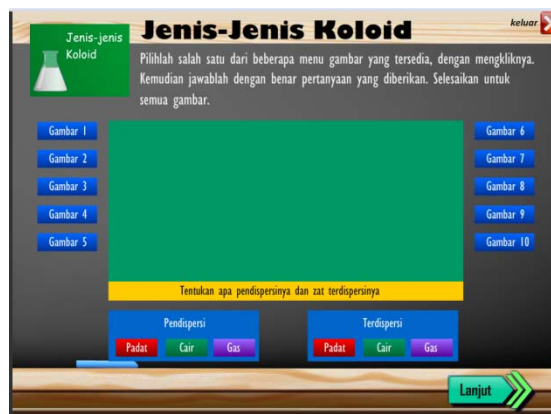 Jenis-jenis
Koloid
Jenis-Jenis Koloid
keluar
Pilihlah salah satu dari beberapa menu gambar yang tersedia, dengan mengkliknya.
Kemudian jawablah dengan benar pertanyaan yang diberikan. Selesaikan untuk
semua gambar.
Gambar 1
Gambar 2
Gambar 3
Gambar 4
Gambar 5
Gambar 6
Gambar 7
Gambar 8
Gambar 9
Gambar 10
Tentukan apa pendispersinya dan zat terdispersinya
Pendispersi
Padat Cair Gas
Terdispersi
Padat Cair Gas
Lanjut